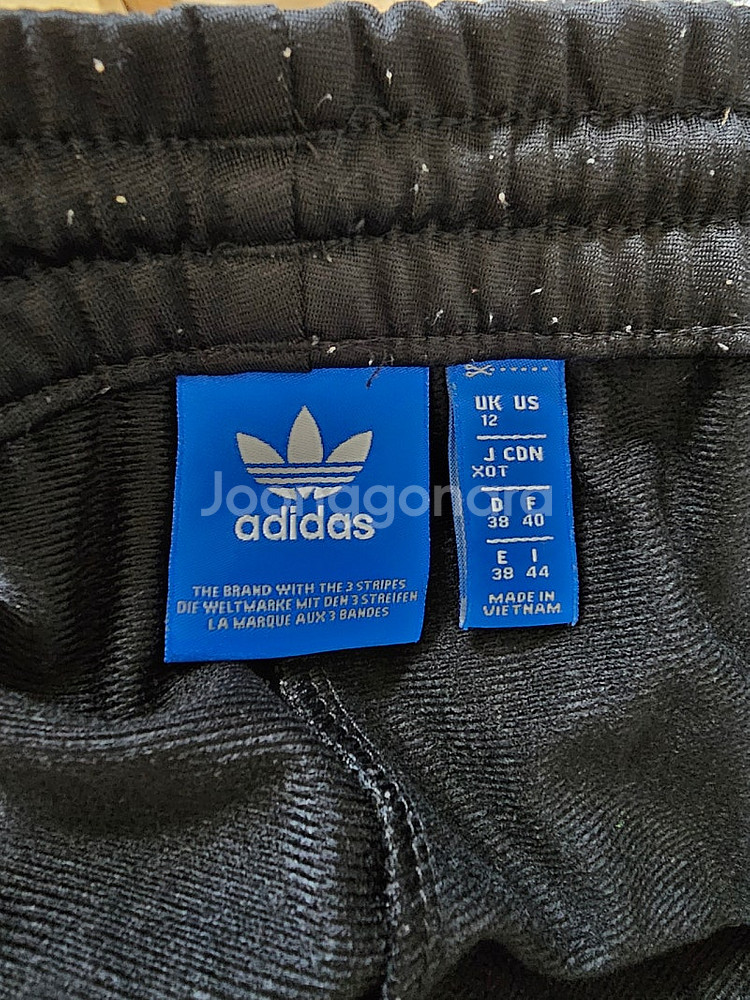 adidas
THE BRAND WITH THE 3 STRIPES
DIE WELTMARKE MIT DEN 3 STREIFEN
LA MARQUE AUX 3 BANDES
UK US
12
J CDN
XOT
D F
38 40
E I
38 44
MADE IN
VIETNAM
Joonagonara